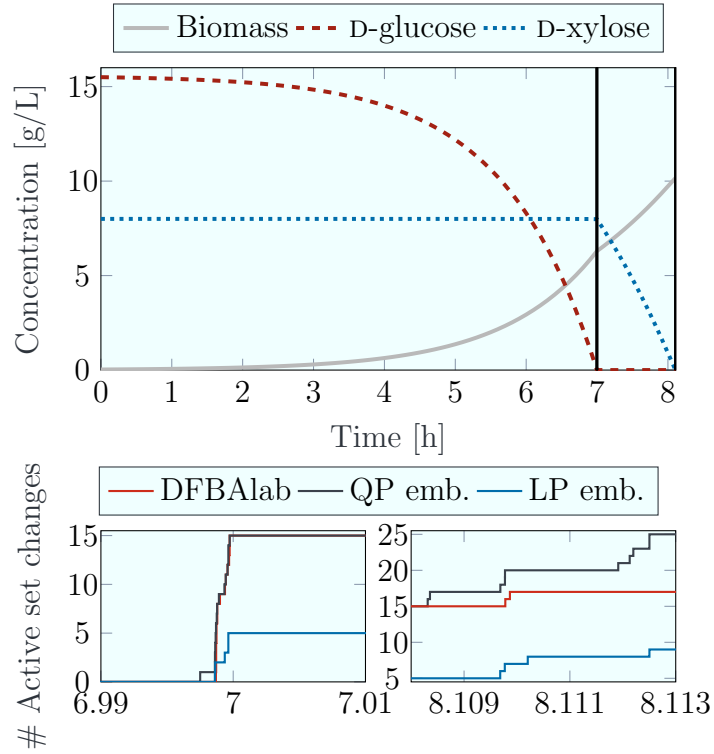 Biomass D-glucose D-xylose
Concentration [g/L]
15
10
5
0
0 1 2 3 4 5 6 7 8
Time [h]
DFBAlab QP emb. LP emb.
# Active set changes
15
10
5
0
6.99 7 7.01
25
20
15
10
5
8.109 8.111 8.113